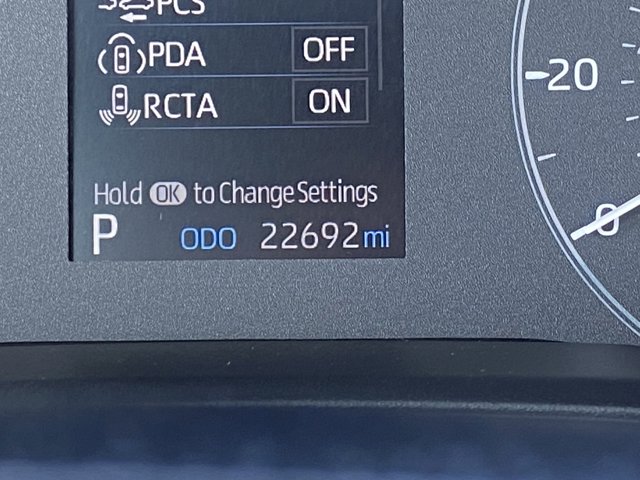 PCS
PDA OFF
RCTA ON
Hold OK to Change Settings
P ODO 22692 mi
20
0